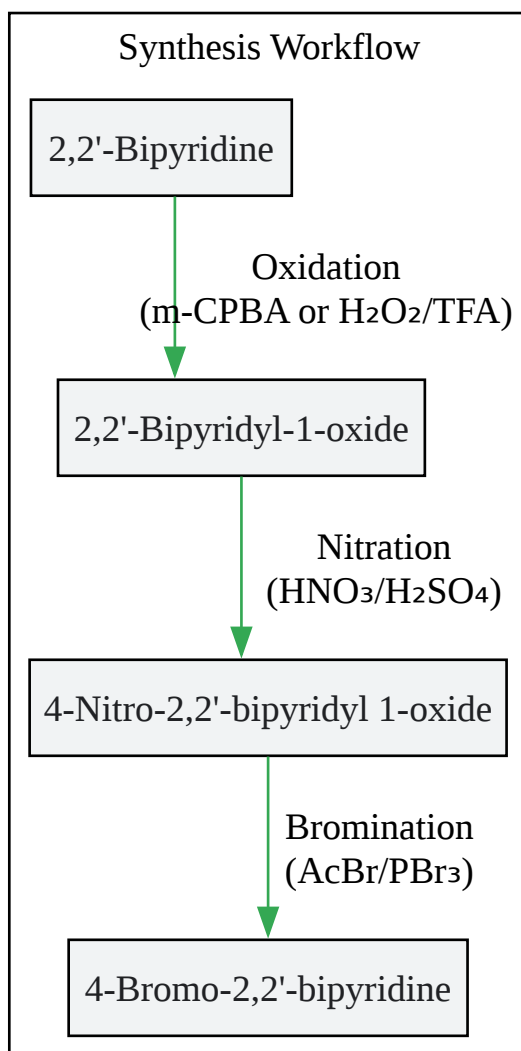 Synthesis Workflow
2,2'-Bipyridine
Oxidation
(m-CPBA or H₂O₂/TFA)
2,2'-Bipyridyl-1-oxide
Nitration
(HNO₃/H₂SO₄)
4-Nitro-2,2'-bipyridyl 1-oxide
Bromination
(AcBr/PBr₃)
4-Bromo-2,2'-bipyridine